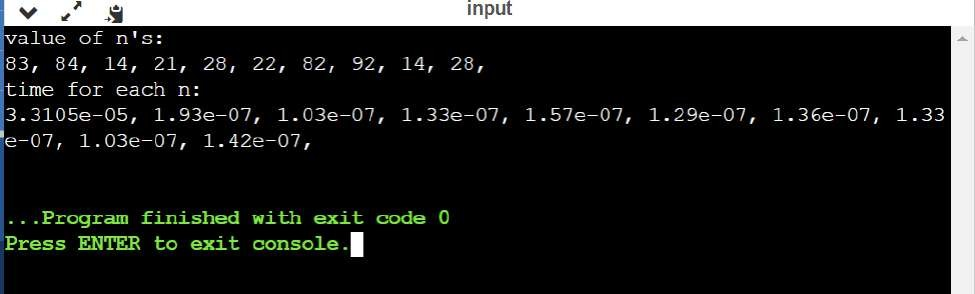 input
value of n's:
83, 84, 14, 21, 28, 22, 82, 92, 14, 28,
time for each n:
3.3105e-05, 1.93e-07, 1.03e-07, 1.33e-07, 1.57e-07, 1.29e-07, 1.36e-07, 1.33
e-07, 1.03e-07, 1.42e-07,
...Program finished with exit code 0
Press ENTER to exit console.